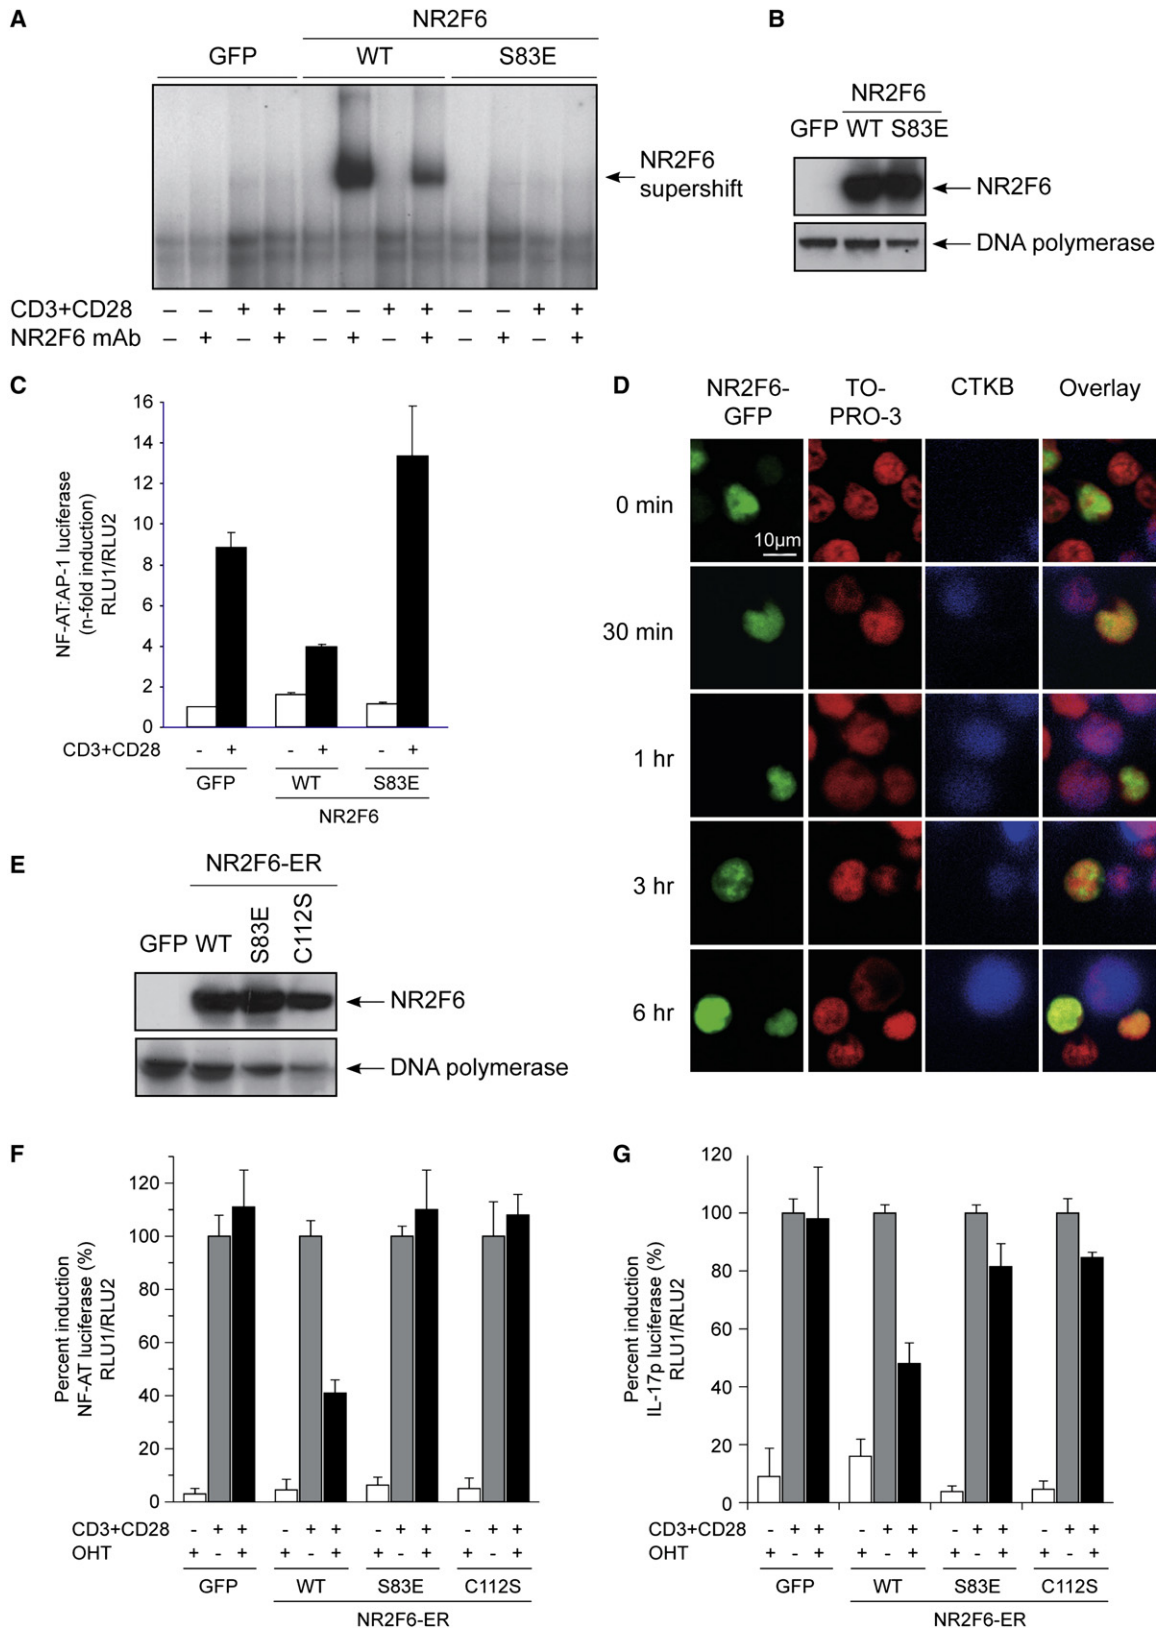 A
NR2F6
GFP WT S83E
NR2F6 supershift
CD3+CD28 – – + + – – + + – – + +
NR2F6 mAb – + – + – + – + – + – +
B
NR2F6
GFP WT S83E
NR2F6
DNA polymerase
C
NF-AT:AP-1 luciferase
(n-fold induction)
RLU1/RLU2
16
14
12
10
8
6
4
2
0
CD3+CD28 - + - + - +
GFP WT S83E
NR2F6
D
NR2F6-GFP TO-PRO-3 CTKB Overlay
0 min
10µm
30 min
1 hr
3 hr
6 hr
E
NR2F6-ER
GFP WT S83E C112S
NR2F6
DNA polymerase
F
Percent induction
NF-AT luciferase (%)
RLU1/RLU2
120
100
80
60
40
20
0
CD3+CD28 - + + - + + - + + - + +
OHT + - + + - + + - + + - +
GFP WT S83E C112S
NR2F6-ER
G
Percent induction
IL-17p luciferase (%)
RLU1/RLU2
120
100
80
60
40
20
0
CD3+CD28 - + + - + + - + + - + +
OHT + - + + - + + - + + - +
GFP WT S83E C112S
NR2F6-ER